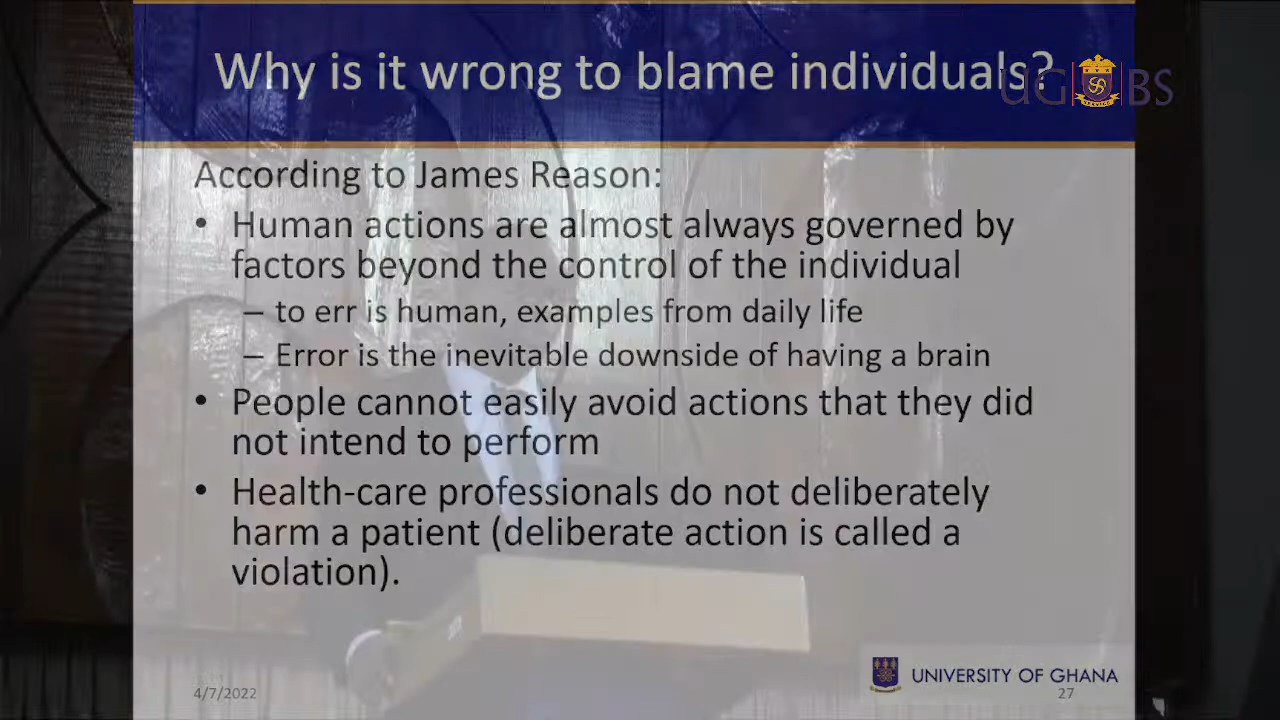 Why is it wrong to blame individuals?
UGBS
According to James Reason:
• Human actions are almost always governed by
factors beyond the control of the individual
– to err is human, examples from daily life
– Error is the inevitable downside of having a brain
• People cannot easily avoid actions that they did
not intend to perform
• Health-care professionals do not deliberately
harm a patient (deliberate action is called a
violation).
UNIVERSITY OF GHANA
4/7/2022
27